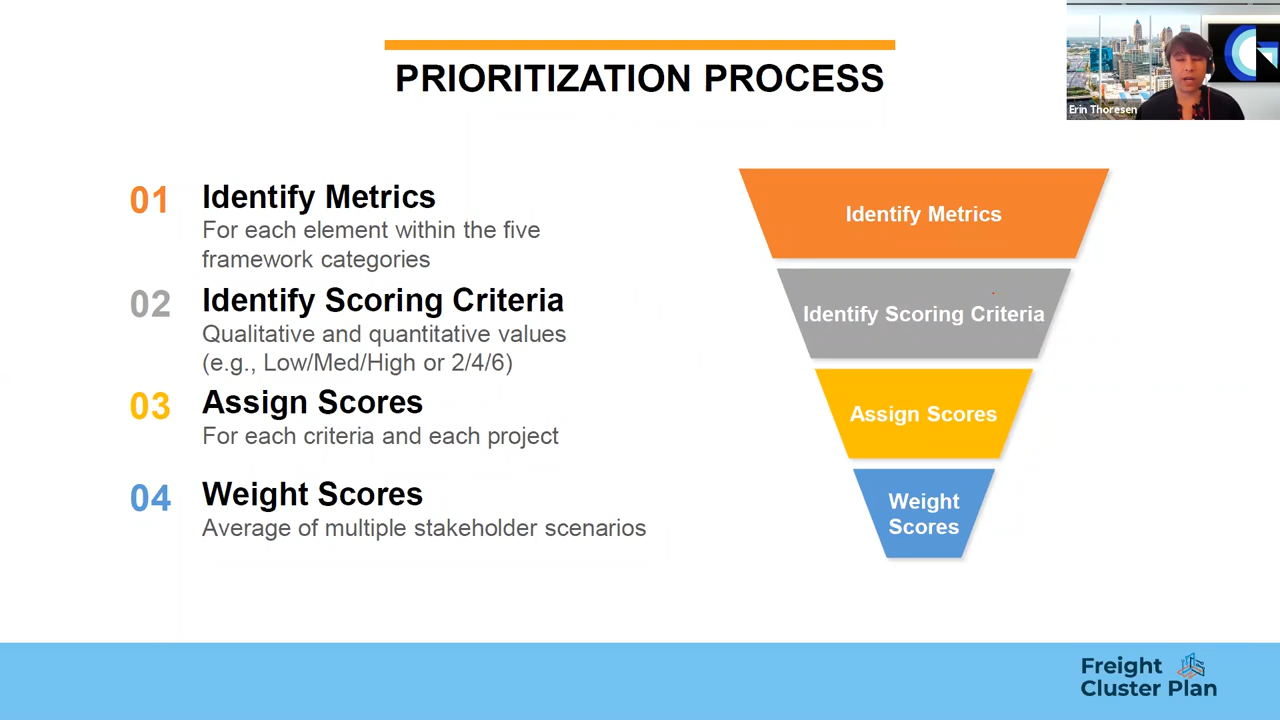 PRIORITIZATION PROCESS
Erin Thoresen
01 Identify Metrics
For each element within the five
framework categories
02 Identify Scoring Criteria
Qualitative and quantitative values
(e.g., Low/Med/High or 2/4/6)
03 Assign Scores
For each criteria and each project
04 Weight Scores
Average of multiple stakeholder scenarios
Identify Metrics
Identify Scoring Criteria
Assign Scores
Weight
Scores
Freight
Cluster Plan